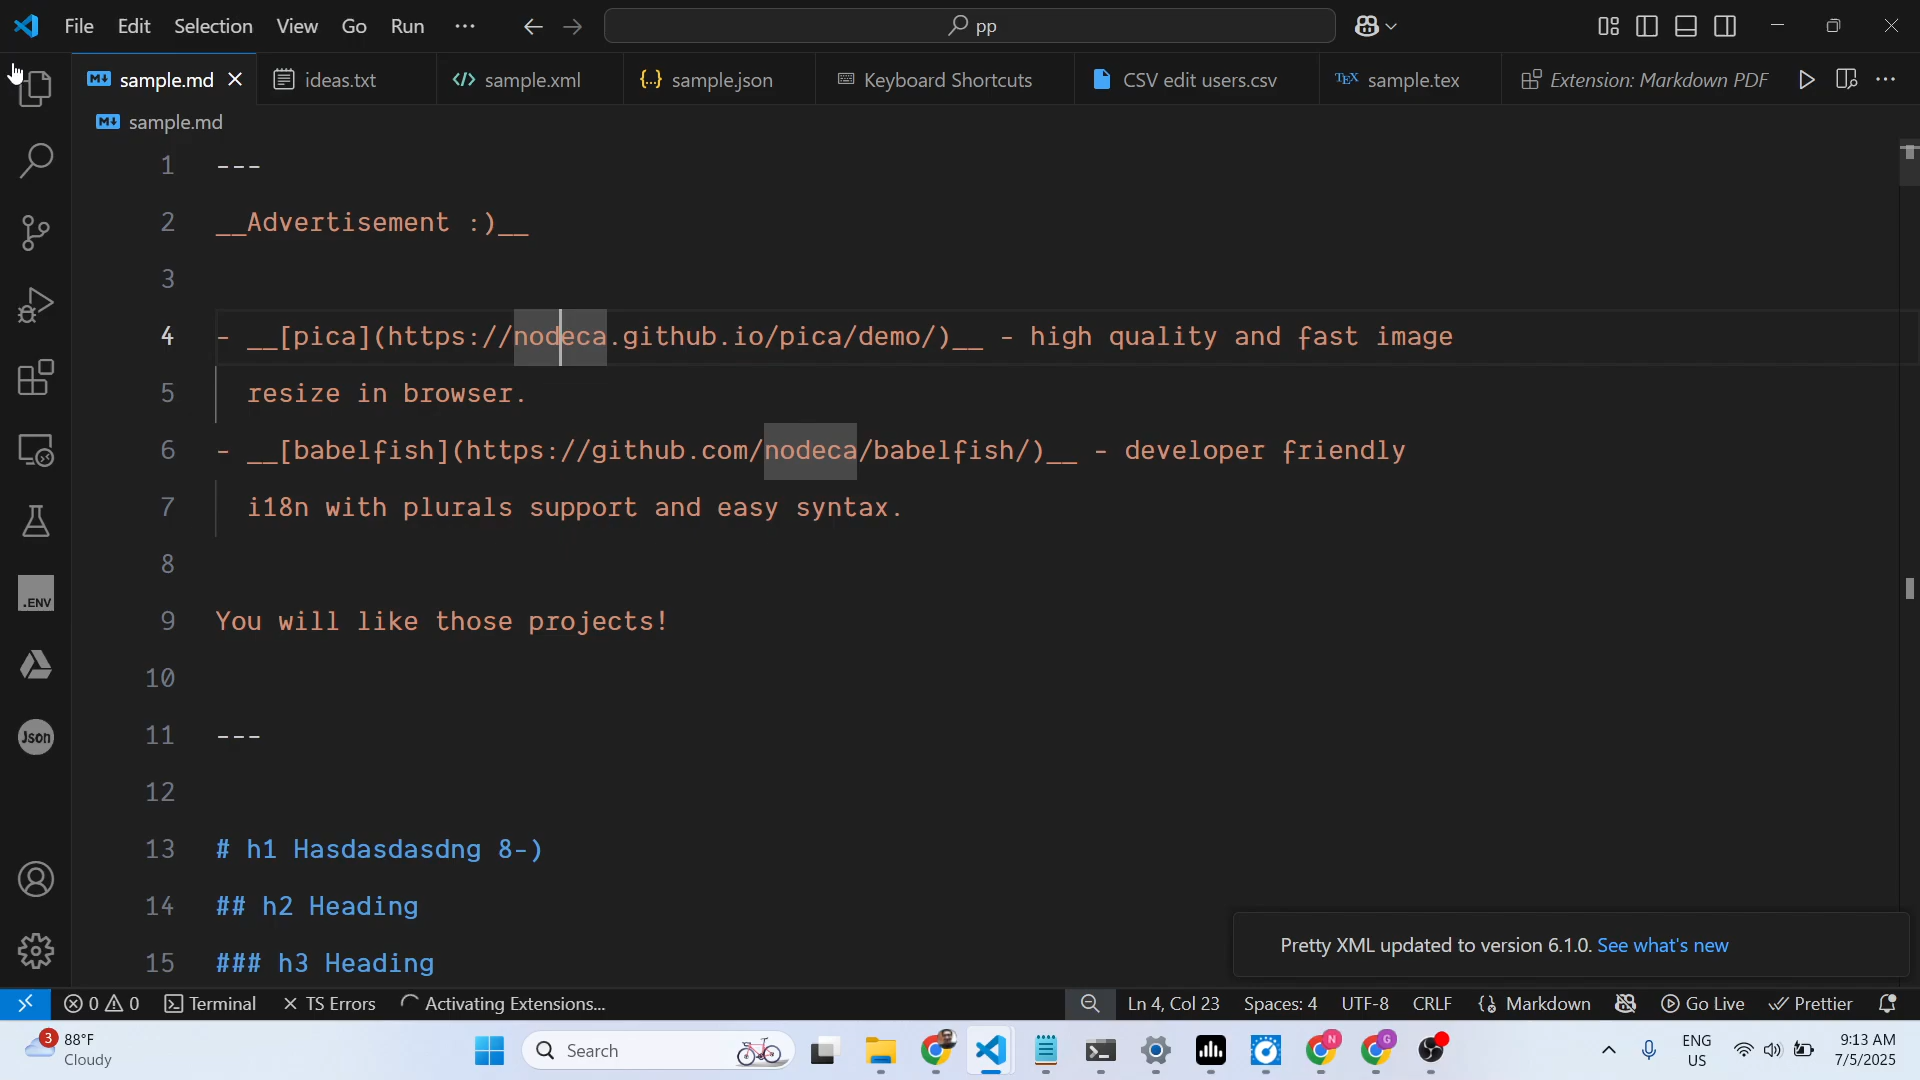 File Edit Selection View Go Run ··· pp
sample.md ideas.txt sample.xml sample.json Keyboard Shortcuts CSV edit users.csv TEX sample.tex Extension: Markdown PDF
sample.md
1 ---
2 __Advertisement :)__
3
4 - __[pica](https://nodeca.github.io/pica/demo/)__ - high quality and fast image
5 resize in browser.
6 - __[babelfish](https://github.com/nodeca/babelfish/)__ - developer friendly
7 i18n with plurals support and easy syntax.
8
9 You will like those projects!
10
11 ---
12
13 # h1 Hasdasdasdng 8-)
14 ## h2 Heading
15 ### h3 Heading
.ENV
Json
Pretty XML updated to version 6.1.0. See what's new
0 0 Terminal TS Errors Activating Extensions... Ln 4, Col 23 Spaces: 4 UTF-8 CRLF Markdown Go Live Prettier
3 88°F
Cloudy
Search
N
G
ENG
US
9:13 AM
7/5/2025